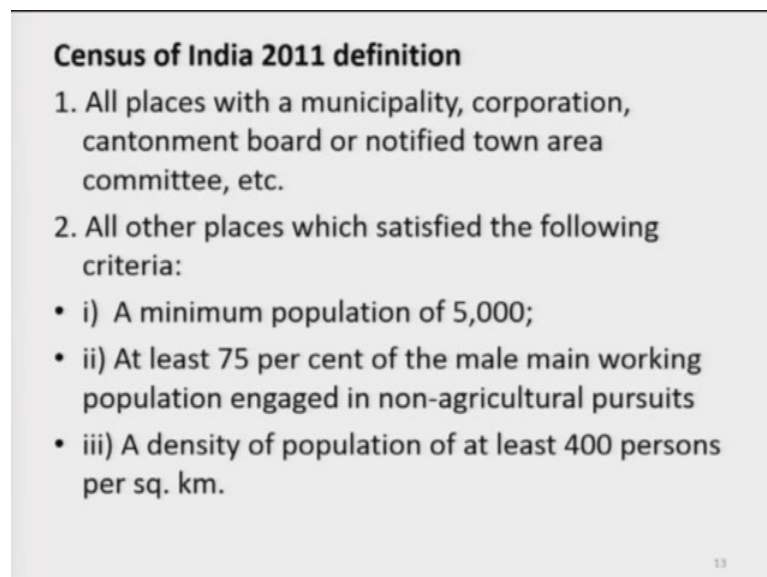 Census of India 2011 definition
1. All places with a municipality, corporation,
cantonment board or notified town area
committee, etc.
2. All other places which satisfied the following
criteria:
• i) A minimum population of 5,000;
• ii) At least 75 per cent of the male main working
population engaged in non-agricultural pursuits
• iii) A density of population of at least 400 persons
per sq. km.
13